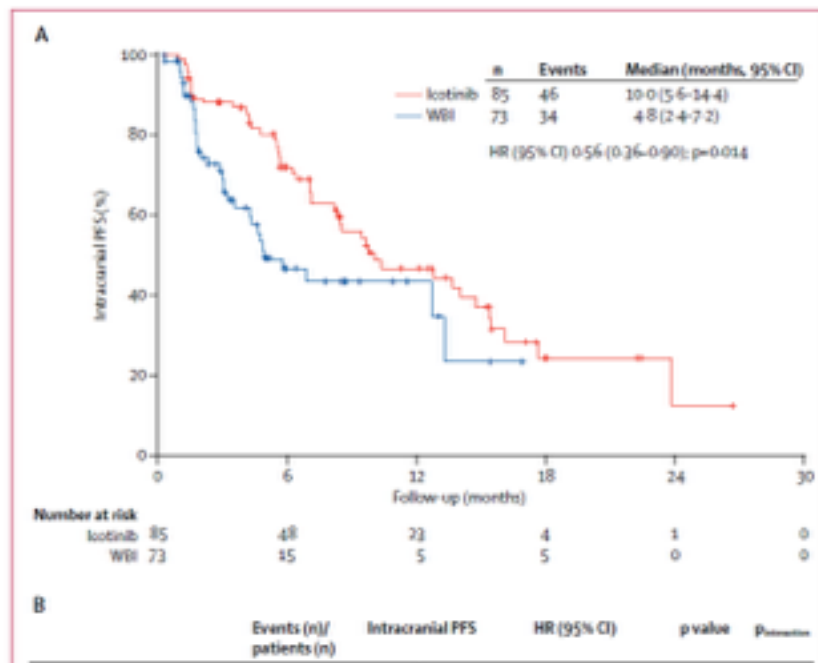 A
n Events Median (months, 95% CI)
Icotinib 85 46 10·0 (5·6–14·4)
WBI 73 34 4·8 (2·4–7·2)
HR (95% CI) 0·56 (0·36–0·90); p=0·014
Intracranial PFS (%)
100
80
60
40
20
0
0 6 12 18 24 30
Follow-up (months)
Number at risk
Icotinib 85 48 23 4 1 0
WBI 73 15 5 5 0 0
B
Events (n)/ Intracranial PFS HR (95% CI) p value p interaction
patients (n)